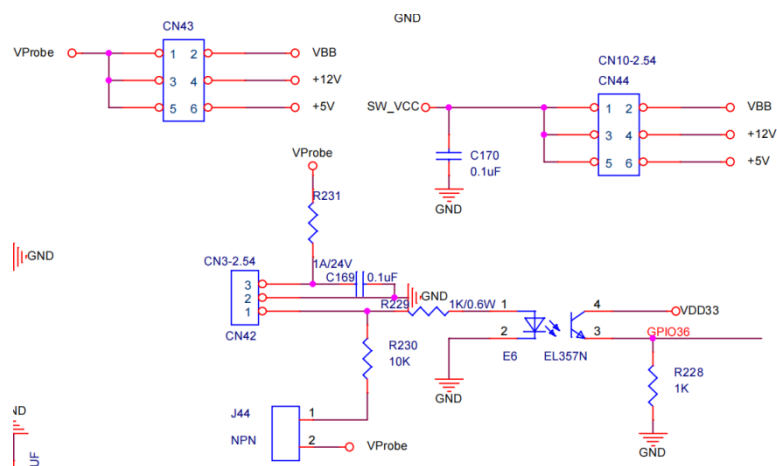 GND
CN43
VProbe
1 2
VBB
3 4
+12V
5 6
+5V
CN10-2.54
CN44
SW_VCC
1 2
VBB
3 4
+12V
5 6
+5V
C170
0.1uF
GND
VProbe
R231
1A/24V
GND
CN3-2.54
C169
0.1uF
3
2
1
CN42
GND
R229
1K/0.6W
1
2
4
3
VDD33
GPIO36
E6
EL357N
R230
10K
GND
R228
1K
GND
J44
1
NPN
2
VProbe
ND
UF